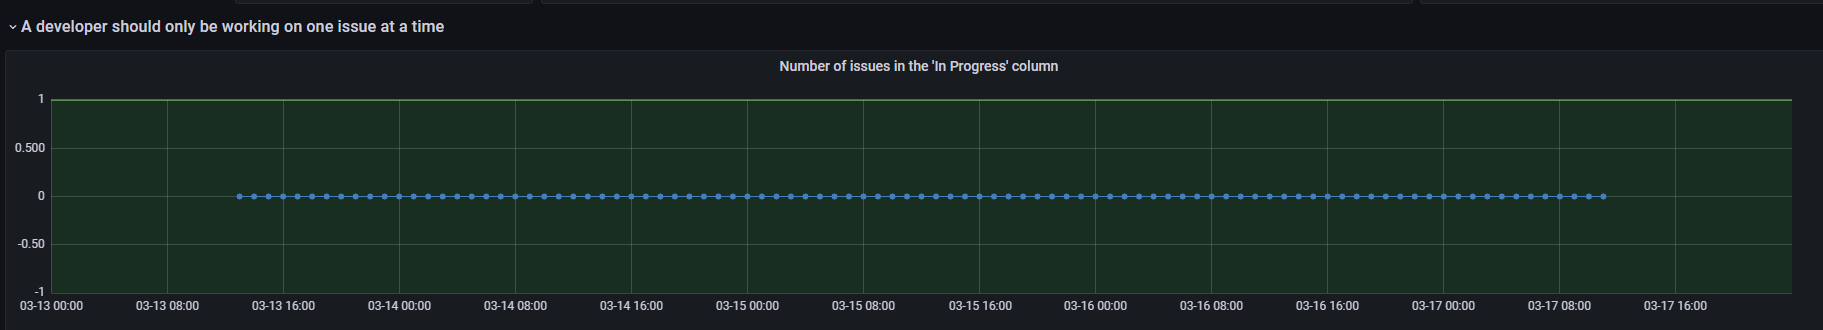 A developer should only be working on one issue at a time
Number of issues in the 'In Progress' column
1
0.500
0
-0.50
-1
03-13 00:00 03-13 08:00 03-13 16:00 03-14 00:00 03-14 08:00 03-14 16:00 03-15 00:00 03-15 08:00 03-15 16:00 03-16 00:00 03-16 08:00 03-16 16:00 03-17 00:00 03-17 08:00 03-17 16:00